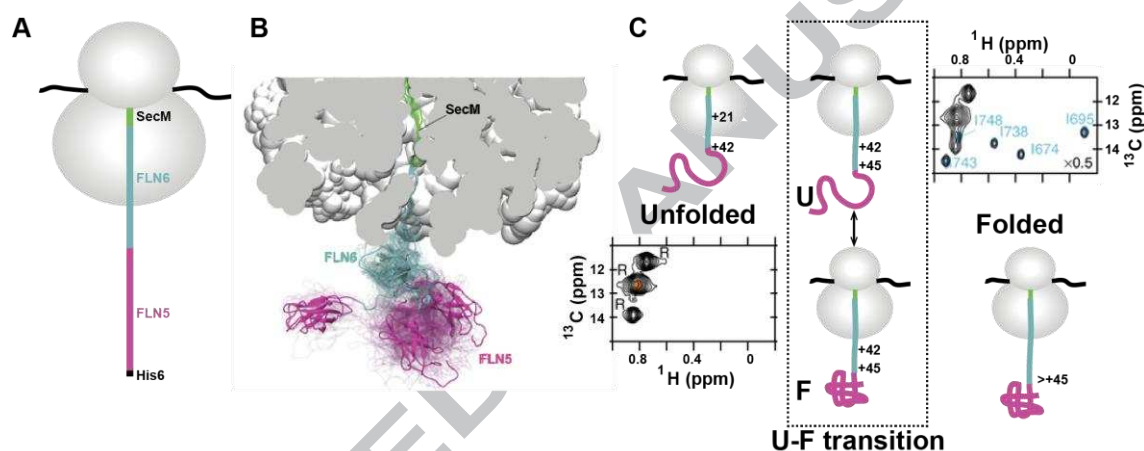 A
SecM
FLN6
FLN5
His6
B
SecM
FLN6
FLN5
C
+21
+42
Unfolded
R
R
R
12
13
14
¹³C (ppm)
0.8
0.4
0
¹H (ppm)
+42
+45
U
+42
+45
F
U-F transition
¹H (ppm)
0.8
0.4
0
I748
I738
I695
I674
743
×0.5
12
13
14
¹³C (ppm)
Folded
>+45